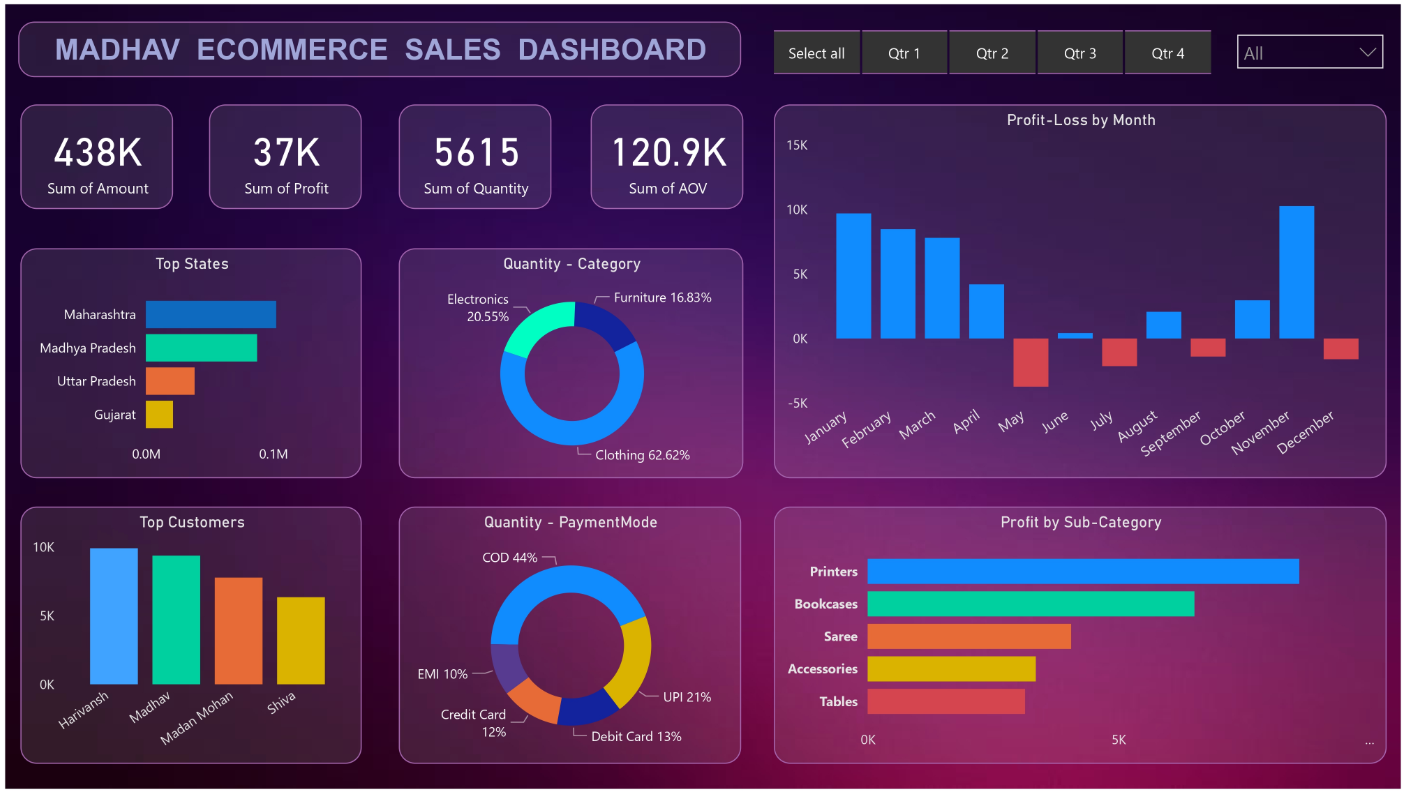 MADHAV ECOMMERCE SALES DASHBOARD
Select all
Qtr 1
Qtr 2
Qtr 3
Qtr 4
All
438K
Sum of Amount
37K
Sum of Profit
5615
Sum of Quantity
120.9K
Sum of AOV
Profit-Loss by Month
15K
10K
5K
0K
-5K
January
February
March
April
May
June
July
August
September
October
November
December
Top States
Maharashtra
Madhya Pradesh
Uttar Pradesh
Gujarat
0.0M
0.1M
Quantity - Category
Electronics
20.55%
Furniture 16.83%
Clothing 62.62%
Top Customers
10K
5K
0K
Harivansh
Madhav
Madan Mohan
Shiva
Quantity - PaymentMode
COD 44%
EMI 10%
Credit Card
12%
UPI 21%
Debit Card 13%
Profit by Sub-Category
Printers
Bookcases
Saree
Accessories
Tables
0K
5K
...